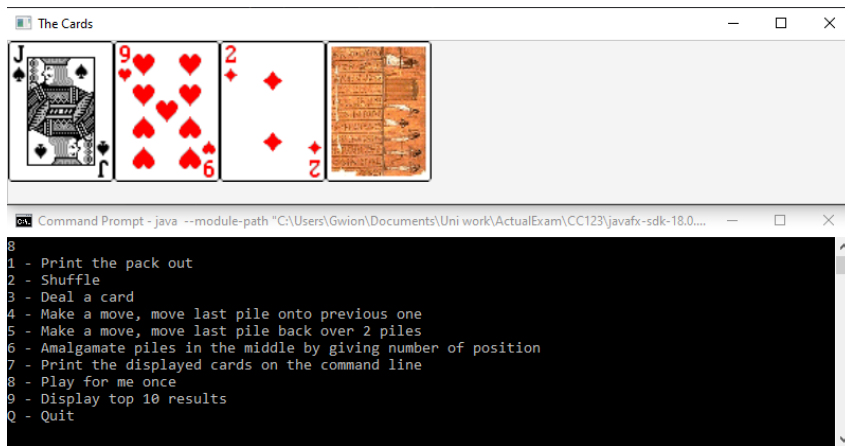 The Cards
J 9 2
J 6 2
Command Prompt - java --module-path "C:\Users\Gwion\Documents\Uni work\ActualExam\CC123\javafx-sdk-18.0....
8
1 - Print the pack out
2 - Shuffle
3 - Deal a card
4 - Make a move, move last pile onto previous one
5 - Make a move, move last pile back over 2 piles
6 - Amalgamate piles in the middle by giving number of position
7 - Print the displayed cards on the command line
8 - Play for me once
9 - Display top 10 results
Q - Quit